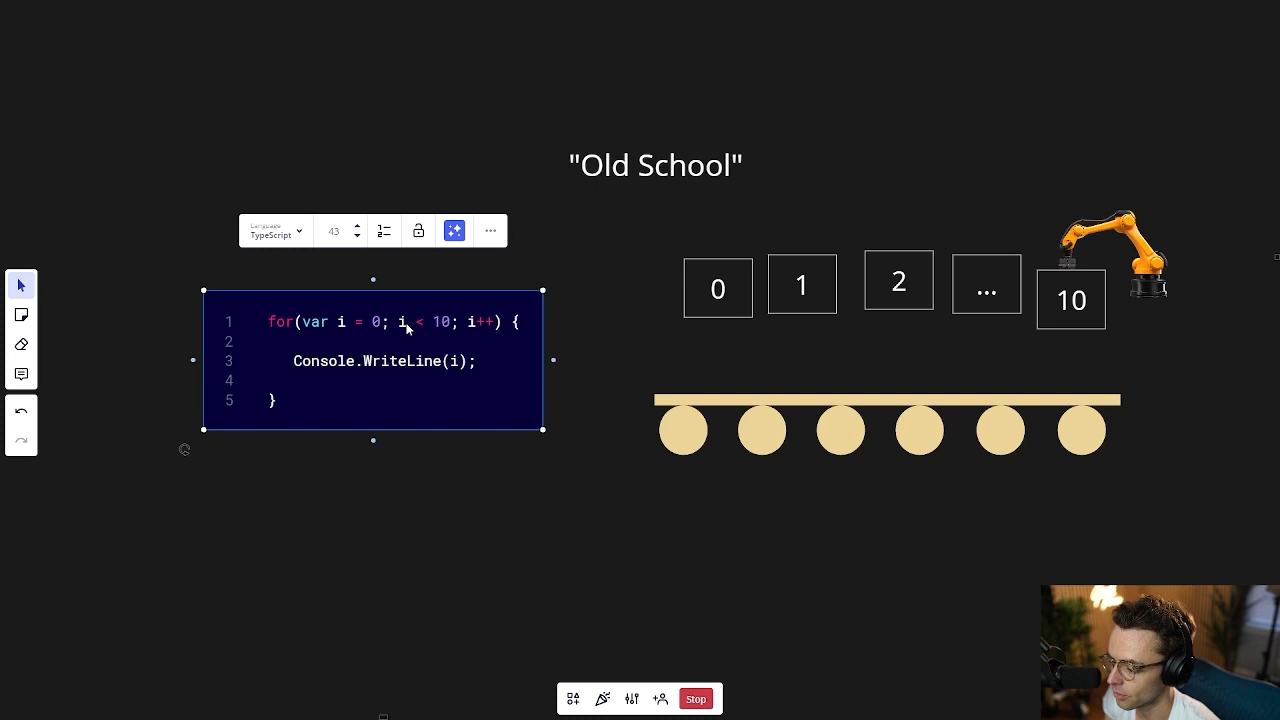 "Old School"
Language
TypeScript
43
1 for(var i = 0; i < 10; i++) {
2
3 Console.WriteLine(i);
4
5 }
0
1
2
...
10
Stop